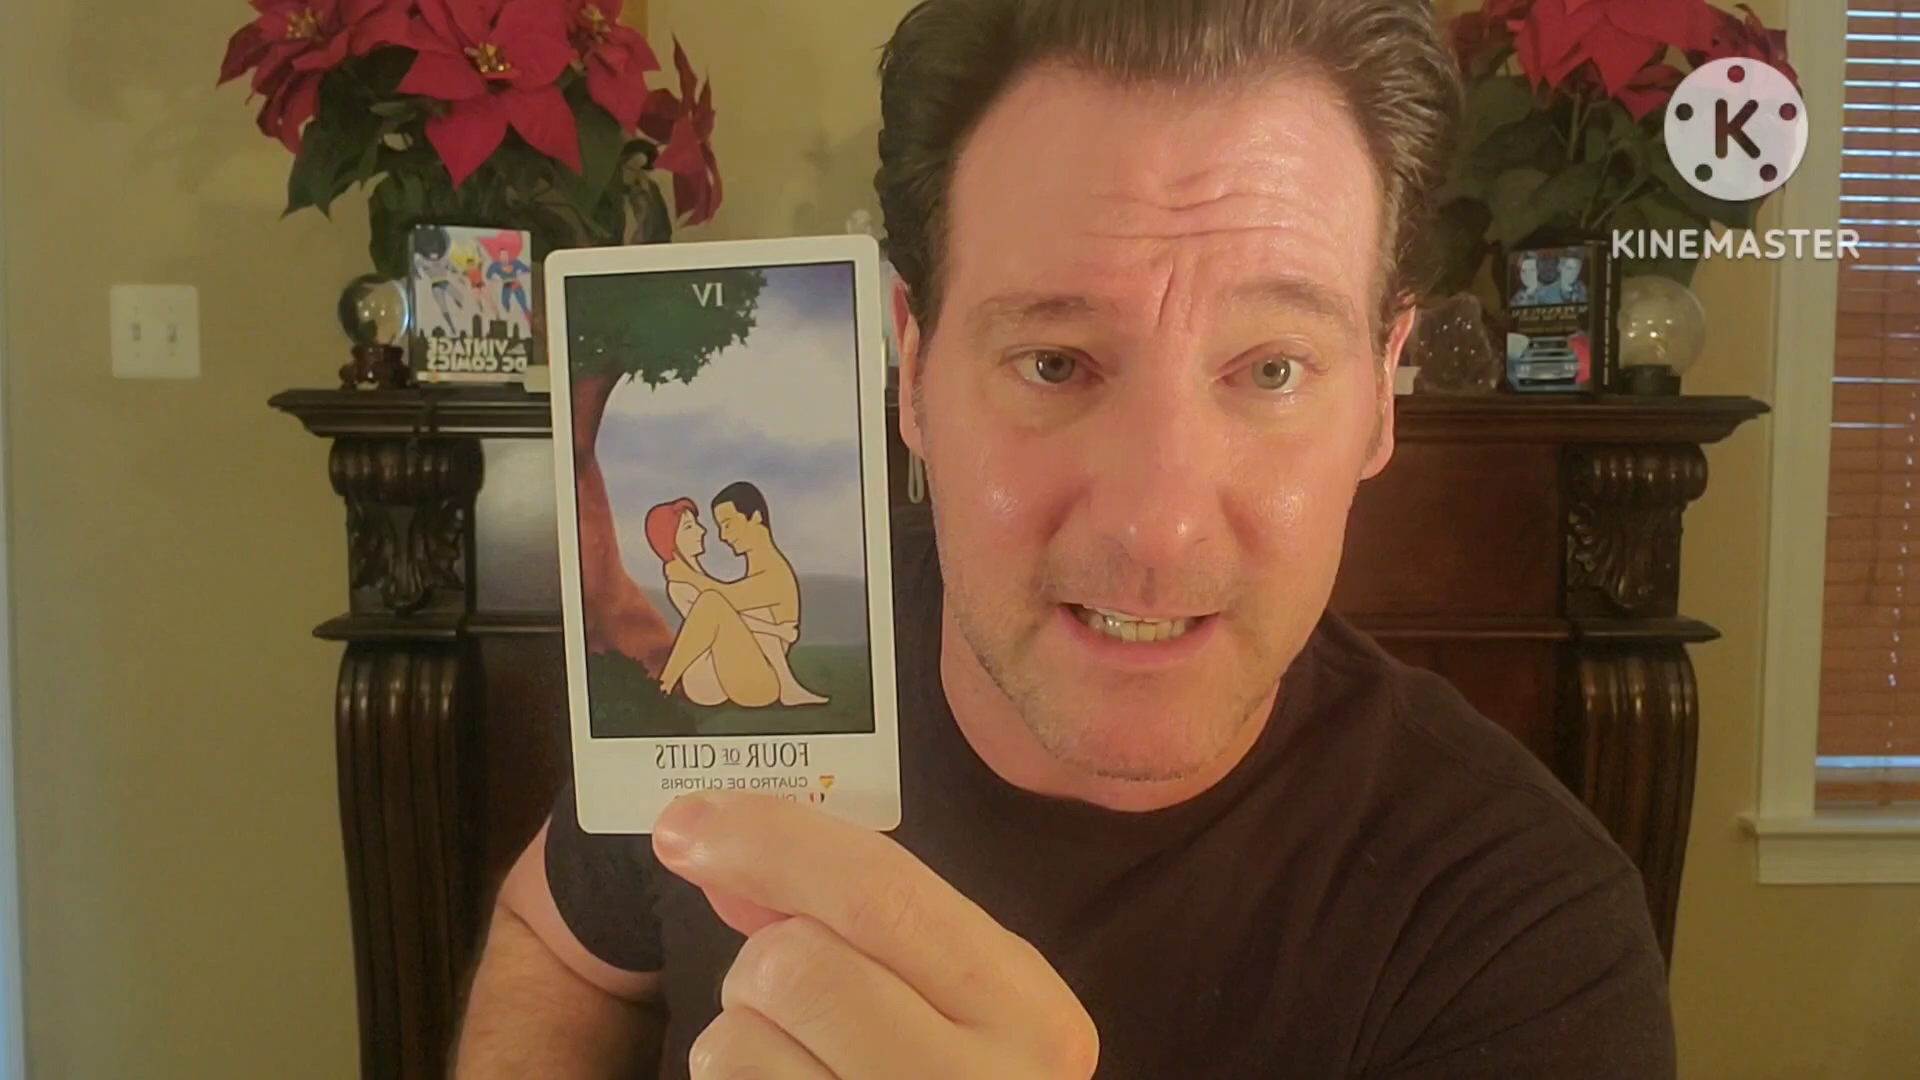 K
KINEMASTER
IV
FOUR OF CLITS
CUATRO DE CLÍTORIS
VINTAGE
DC COMICS